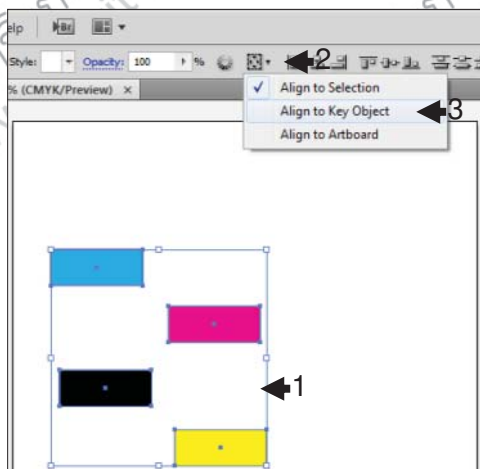 elp Br
Style: Opacity: 100 % 2
% (CMYK/Preview) ×
Align to Selection
Align to Key Object 3
Align to Artboard
1